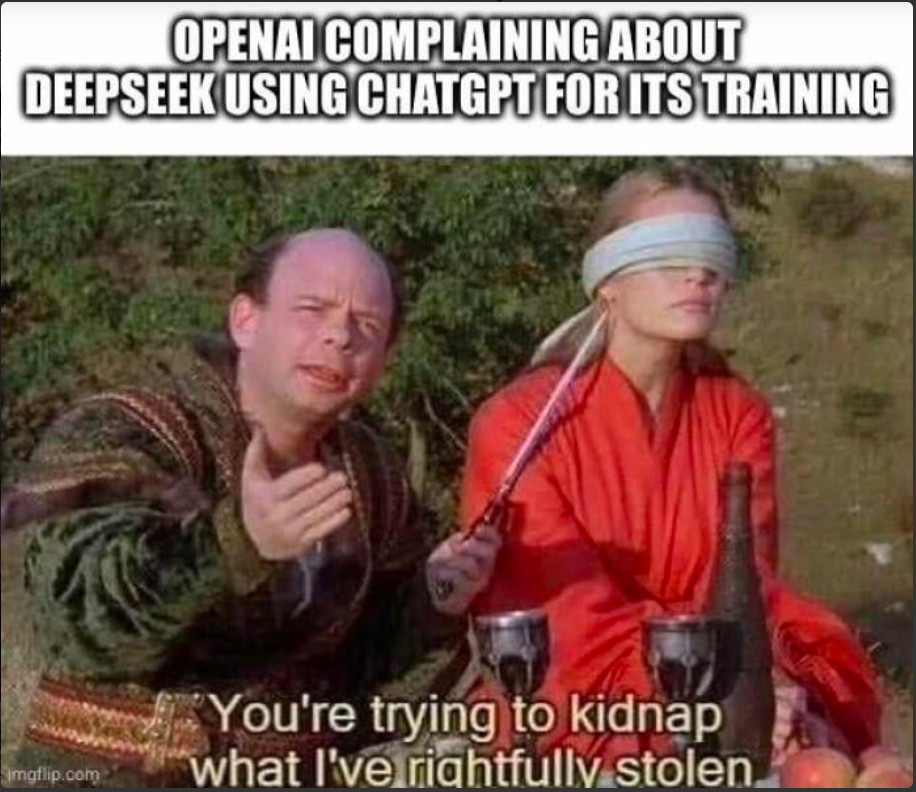 OPENAI COMPLAINING ABOUT
DEEPSEEK USING CHATGPT FOR ITS TRAINING
You're trying to kidnap
what I've rightfully stolen
imgflip.com